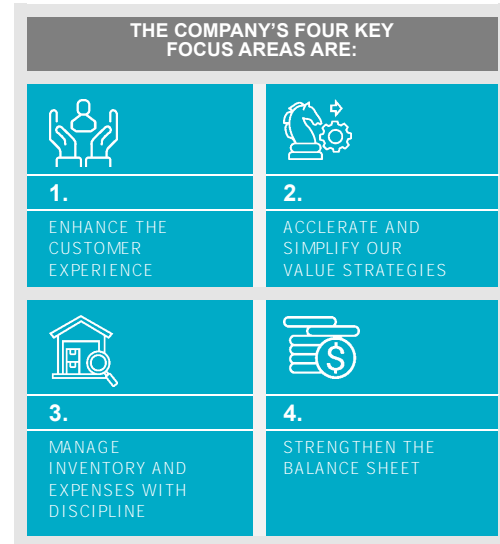 THE COMPANY'S FOUR KEY
FOCUS AREAS ARE:
1.
ENHANCE THE
CUSTOMER
EXPERIENCE
2.
ACCLERATE AND
SIMPLIFY OUR
VALUE STRATEGIES
3.
MANAGE
INVENTORY AND
EXPENSES WITH
DISCIPLINE
4.
STRENGTHEN THE
BALANCE SHEET
$